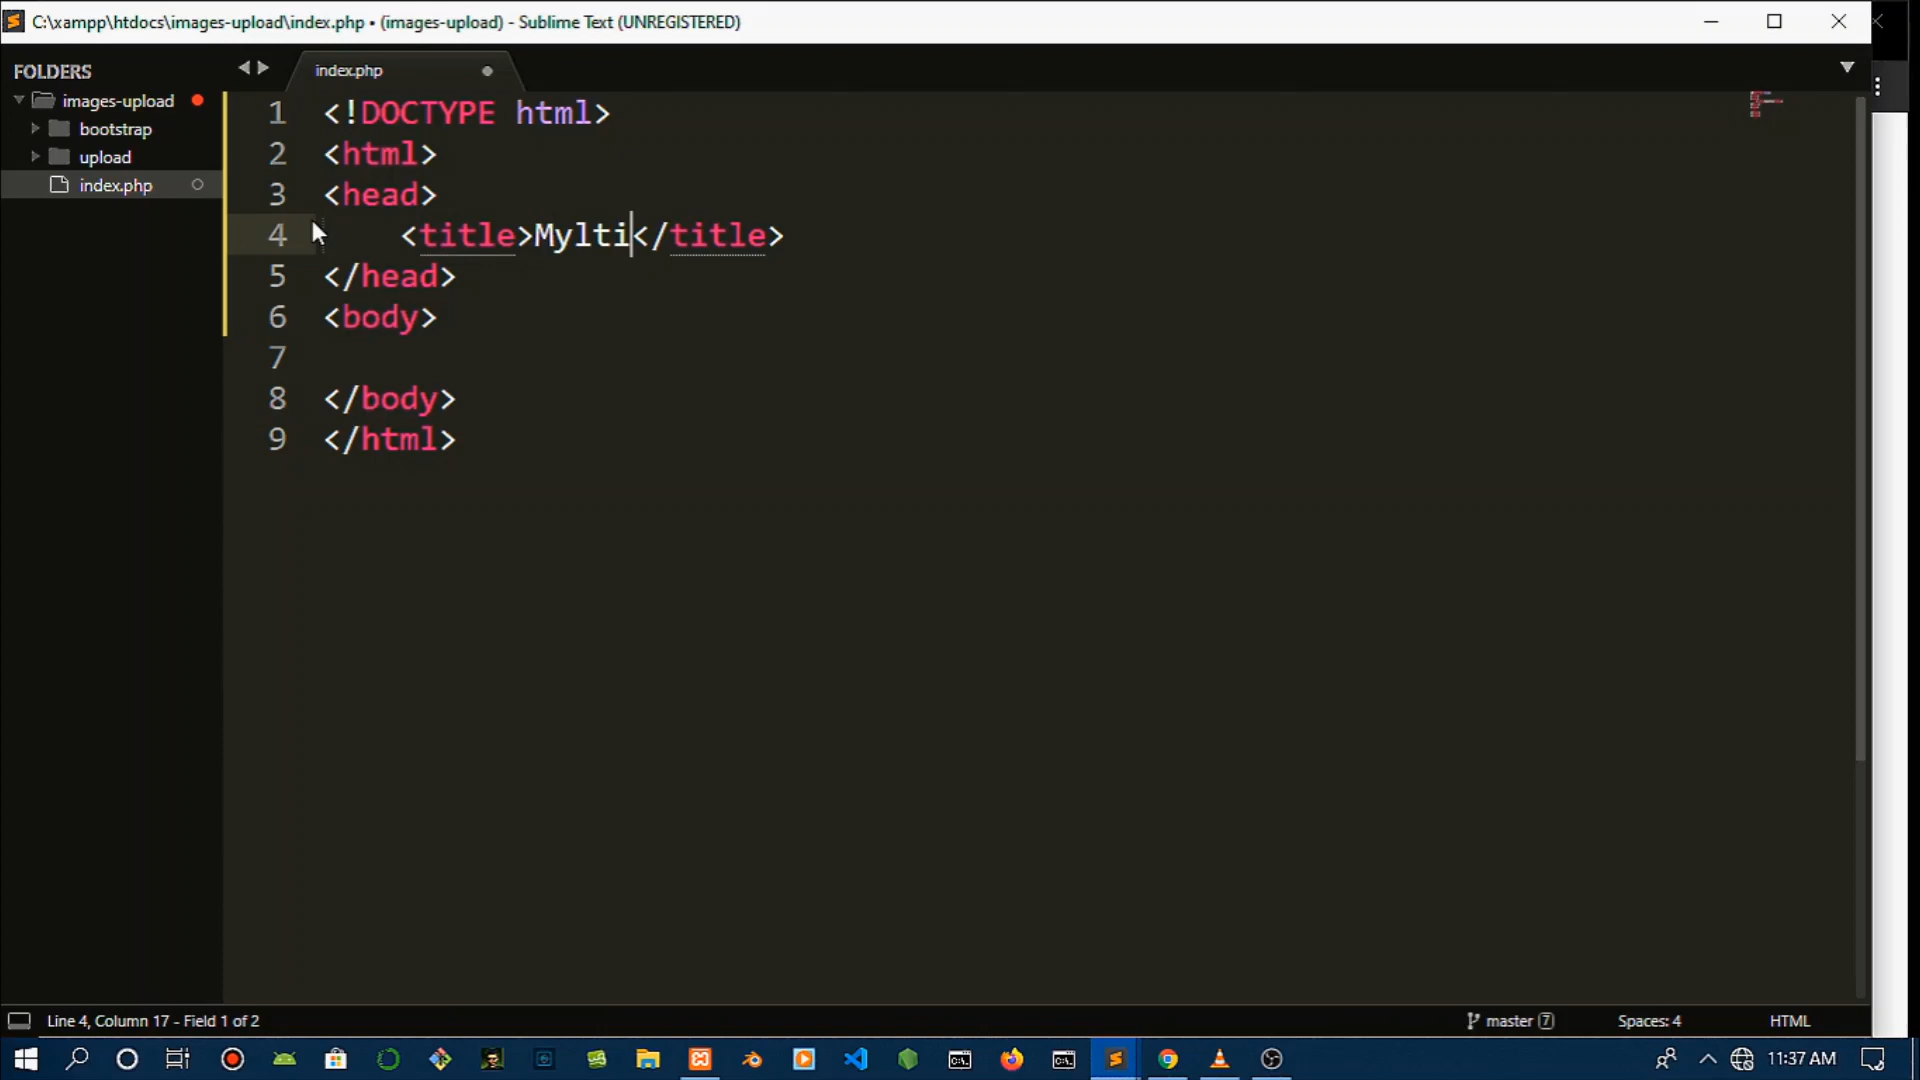 C:\xampp\htdocs\images-upload\index.php • (images-upload) - Sublime Text (UNREGISTERED)
FOLDERS
images-upload
bootstrap
upload
index.php
index.php
1 <!DOCTYPE html>
2 <html>
3 <head>
4 <title>Mylti</title>
5 </head>
6 <body>
7
8 </body>
9 </html>
Line 4, Column 17 - Field 1 of 2
master 7
Spaces: 4
HTML
11:37 AM